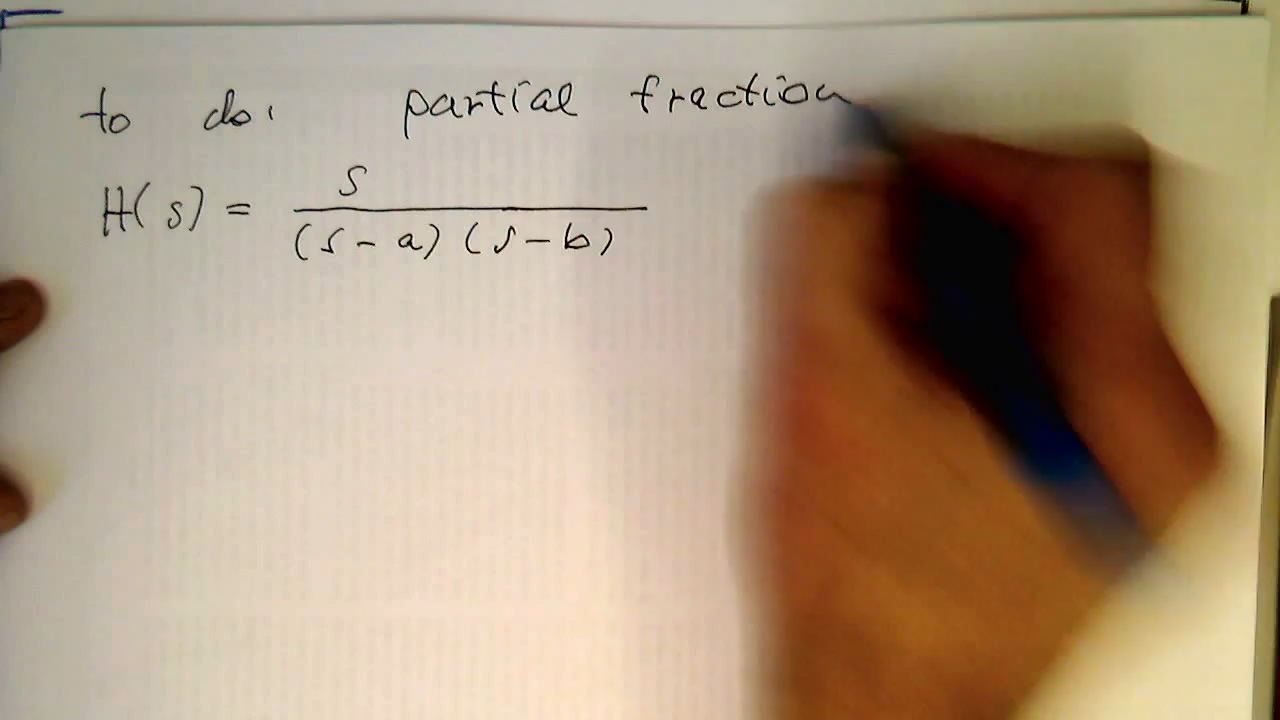 to do: partial fraction
H(s) = s / ((s-a)(s-b))